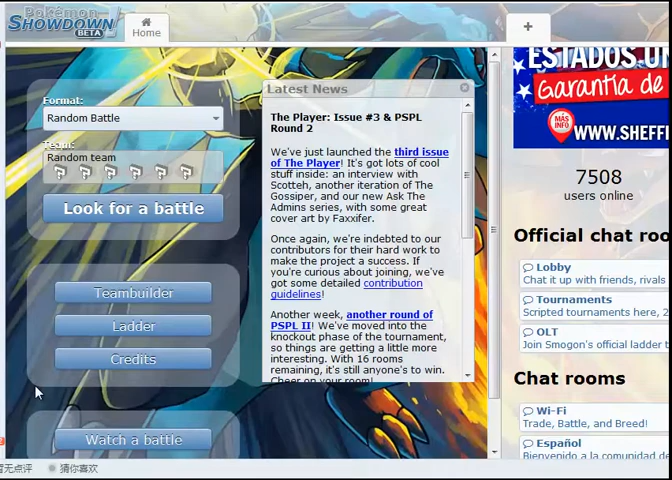 Pokémon
SHOWDOWN
BETA
Home
+
Format:
Random Battle
Team:
Random team
Look for a battle
Teambuilder
Ladder
Credits
Watch a battle
Latest News
The Player: Issue #3 & PSPL
Round 2
We've just launched the third issue
of The Player! It's got lots of cool
stuff inside: an interview with
Scotteh, another iteration of The
Gossiper, and our new Ask The
Admins series, with some great
cover art by Faxxifer.
Once again, we're indebted to our
contributors for their hard work to
make the project a success. If
you're curious about joining, we've
got some detailed contribution
guidelines!
Another week, another round of
PSPL II! We've moved into the
knockout phase of the tournament,
so things are getting a little more
interesting. With 16 rooms
remaining, it's still anyone's to win.
Cheer on your room!
ESTADOS UN
Garantía de
MÁS
INFO
WWW.SHEFFI
7508
users online
Official chat roo
Lobby
Chat it up with friends, rivals
Tournaments
Scripted tournaments here, 2
OLT
Join Smogon's official ladder t
Chat rooms
Wi-Fi
Trade, Battle, and Breed!
Español
Bienvenido a la comunidad de
暂无点评
猜你喜欢